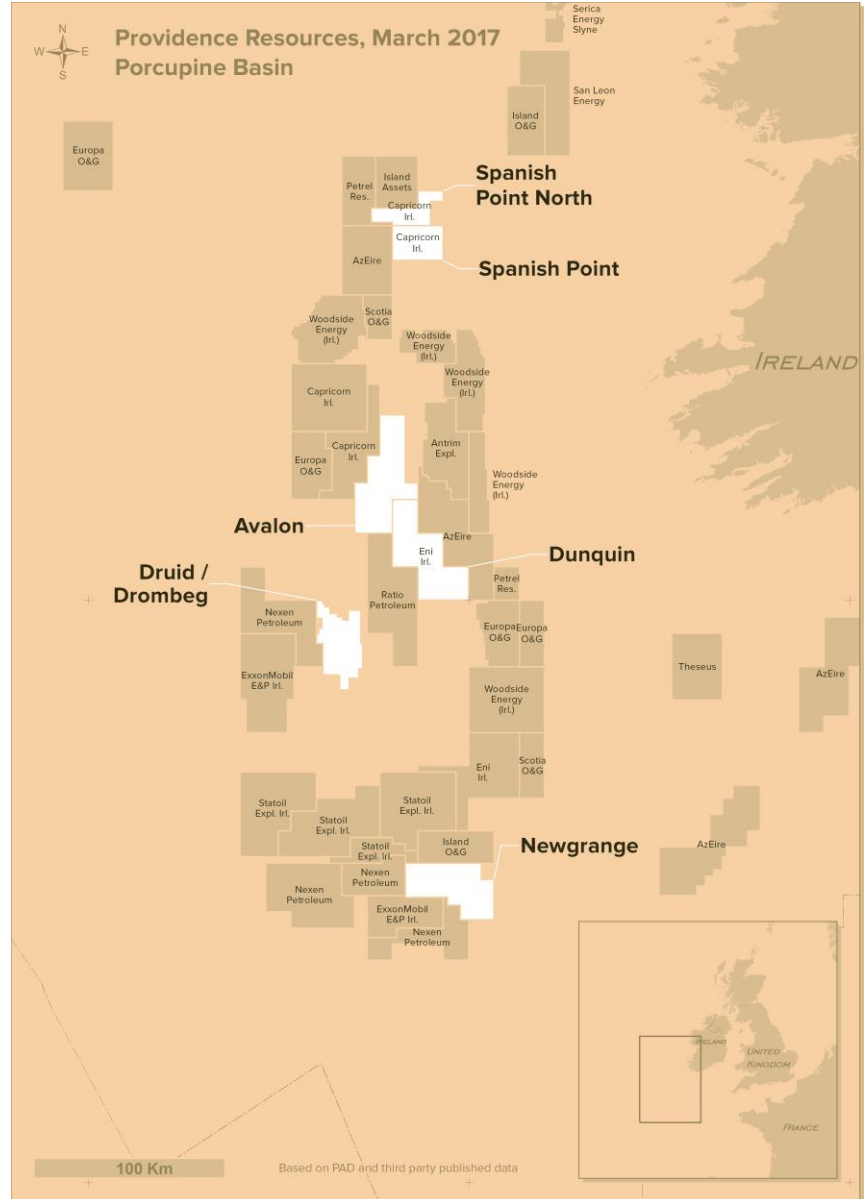 N
W E
S
Providence Resources, March 2017
Porcupine Basin
Serica
Energy
Slyne
San Leon
Energy
Island
O&G
Europa
O&G
Petrel
Res.
Island
Assets
Capricorn
Irl.
Spanish
Point North
Capricorn
Irl.
Spanish Point
AzEire
Woodside
Energy
(Irl.)
Scotia
O&G
Woodside
Energy
(Irl.)
Woodside
Energy
(Irl.)
IRELAND
Capricorn
Irl.
Europa
O&G
Capricorn
Irl.
Antrim
Expl.
Woodside
Energy
(Irl.)
Avalon
AzEire
Eni
Irl.
Dunquin
Druid /
Drombeg
Ratio
Petroleum
Petrel
Res.
Nexen
Petroleum
Europa
O&G
Europa
O&G
ExxonMobil
E&P Irl.
Theseus
AzEire
Woodside
Energy
(Irl.)
Eni
Irl.
Scotia
O&G
Statoil
Expl. Irl.
Statoil
Expl. Irl.
Statoil
Expl. Irl.
Statoil
Expl. Irl.
Island
O&G
Newgrange
AzEire
Nexen
Petroleum
Nexen
Petroleum
ExxonMobil
E&P Irl.
Nexen
Petroleum
IRELAND
UNITED
KINGDOM
FRANCE
100 Km
Based on PAD and third party published data